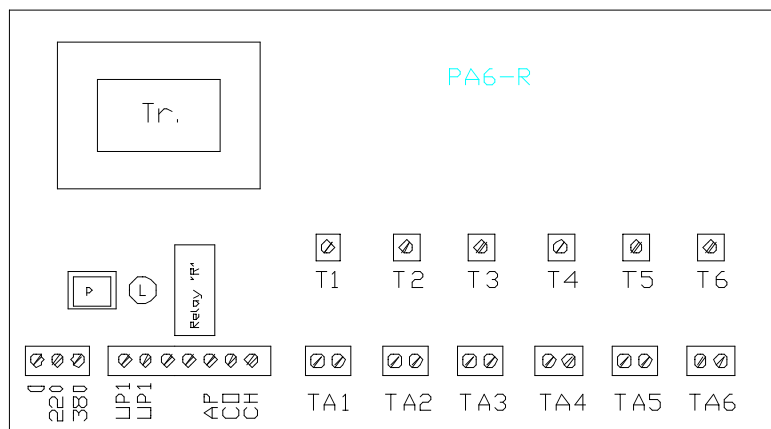 PA6-R
Tr.
T1 T2 T3 T4 T5 T6
P
L
Relay "R"
0
220
380
UP1
UP1
AP
CO
CH
TA1 TA2 TA3 TA4 TA5 TA6